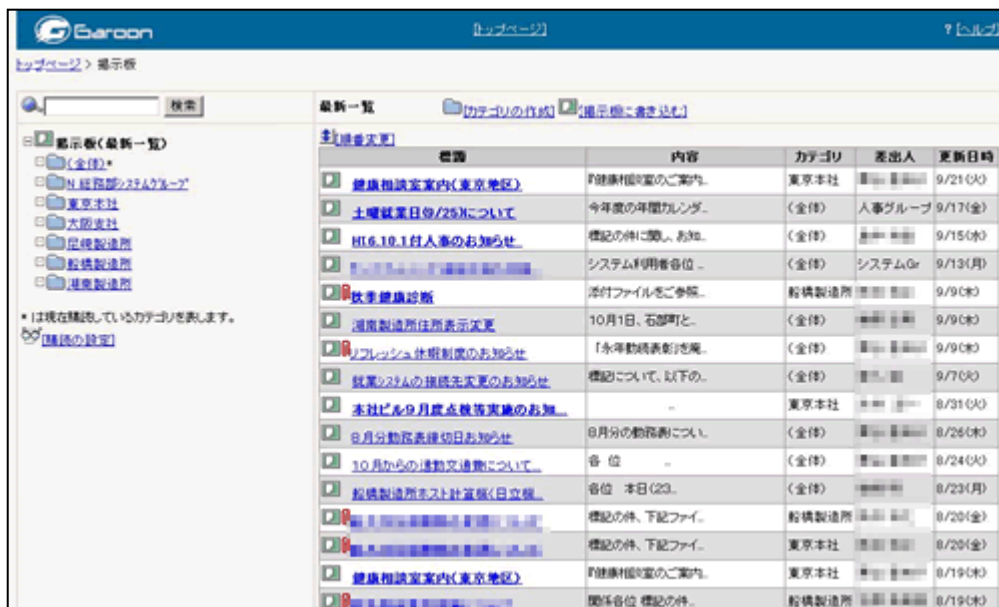 Garoon
[トップページ]
? [ヘルプ]
トップページ > 掲示板
検索
最新一覧 [カテゴリの作成] [掲示板に書き込む]
掲示板(最新一覧)
(全体)*
N.総務部システムグループ
東京本社
大阪支社
尼崎製造所
船橋製造所
湖南製造所
* は現在購読しているカテゴリを表します。
[購読の設定]
[順番変更]
標題 内容 カテゴリ 差出人 更新日時
健康相談室案内(東京地区) 『健康相談室のご案内.. 東京本社 9/21(火)
土曜就業日(9/25)について 今年度の年間カレンダ.. (全体) 人事グループ 9/17(金)
H16.10.1付人事のお知らせ 標記の件に関し、お知.. (全体) 9/15(水)
システム利用者各位 .. (全体) システムGr 9/13(月)
秋季健康診断 添付ファイルをご参照.. 船橋製造所 9/9(木)
湖南製造所住所表示変更 10月1日、石部町と.. (全体) 9/9(木)
リフレッシュ休暇制度のお知らせ 「永年勤続表彰」を廃.. (全体) 9/9(木)
就業システムの接続先変更のお知らせ 標記について、以下の.. (全体) 9/7(火)
本社ビル9月度点検等実施のお知... .. 東京本社 8/31(火)
8月分勤務表締切日お知らせ 8月分の勤務表につい.. (全体) 8/26(木)
10月からの通勤交通費について... 各 位 .. (全体) 8/24(火)
船橋製造所ホスト計算機(日立機... 各位 本日(23.. (全体) 8/23(月)
標記の件、下記ファイ.. 船橋製造所 8/20(金)
標記の件、下記ファイ.. 東京本社 8/20(金)
健康相談室案内(東京地区) 『健康相談室のご案内.. 東京本社 8/19(木)
関係各位 標記の件.. 船橋製造所 8/19(木)